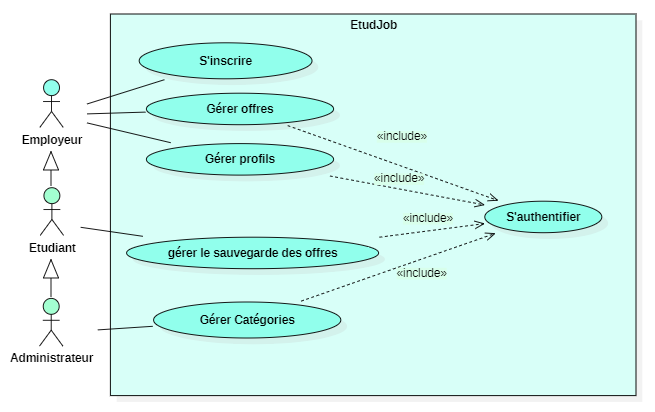 EtudJob
S'inscrire
Gérer offres
«include»
Employeur
Gérer profils
«include»
S'authentifier
«include»
Etudiant
gérer le sauvegarde des offres
«include»
Gérer Catégories
Administrateur